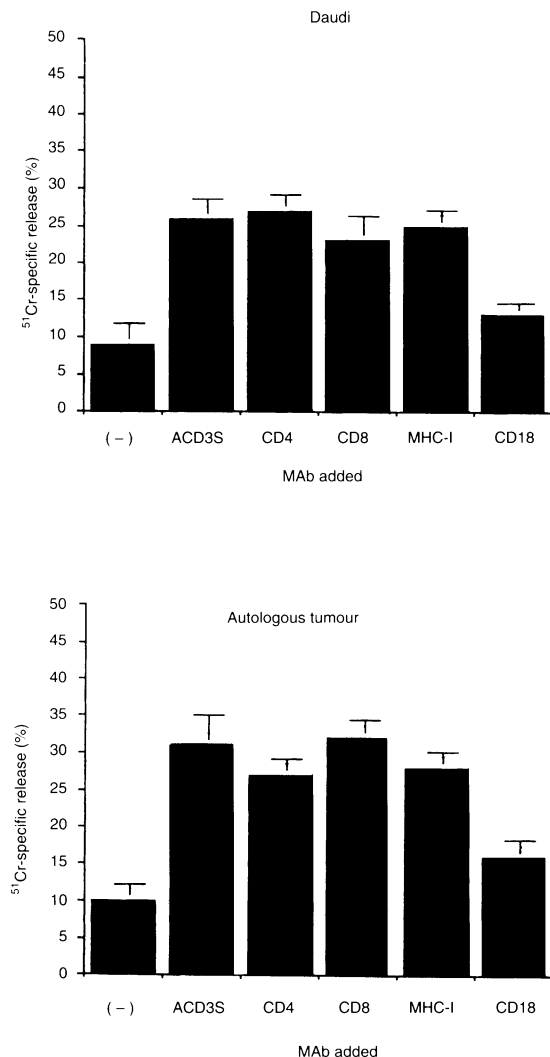 Daudi
50
45
40
35
30
25
20
15
10
5
0
⁵¹Cr-specific release (%)
(–) ACD3S CD4 CD8 MHC-I CD18
MAb added
Autologous tumour
50
45
40
35
30
25
20
15
10
5
0
⁵¹Cr-specific release (%)
(–) ACD3S CD4 CD8 MHC-I CD18
MAb added